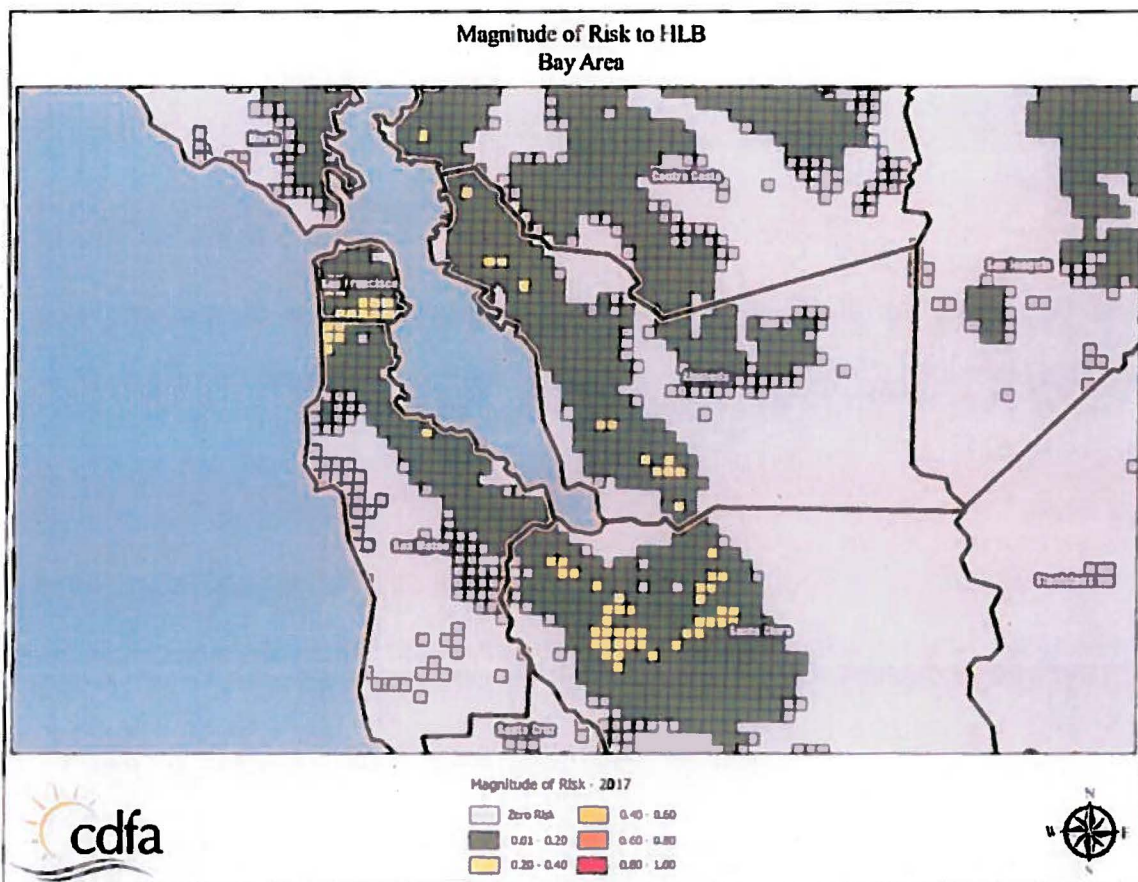 Magnitude of Risk to HLB
Bay Area
Marin
Contra Costa
San Francisco
San Joaquin
Alameda
San Mateo
Stanislaus
Santa Clara
Santa Cruz
Magnitude of Risk - 2017
Zero Risk
0.01 - 0.20
0.20 - 0.40
0.40 - 0.60
0.60 - 0.80
0.80 - 1.00
cdfa
N
W
E
S